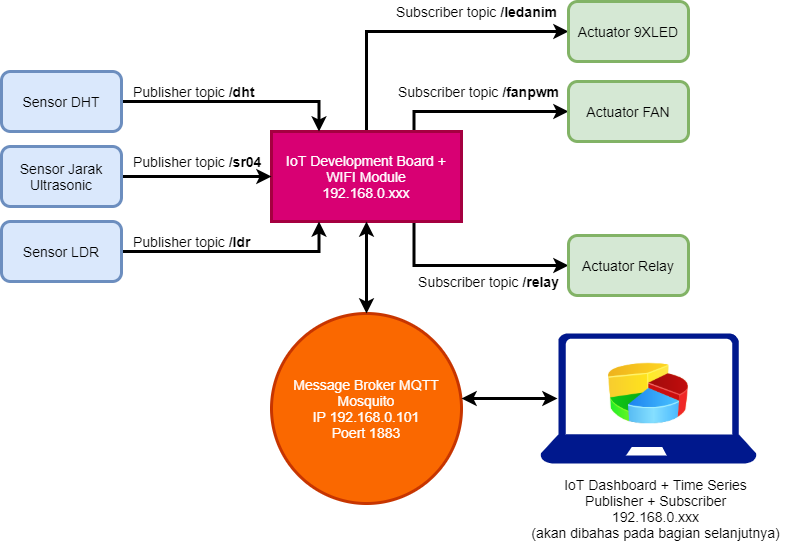 Subscriber topic /ledanim
Actuator 9XLED
Sensor DHT
Publisher topic /dht
Subscriber topic /fanpwm
Actuator FAN
Sensor Jarak
Ultrasonic
Publisher topic /sr04
IoT Development Board +
WIFI Module
192.168.0.xxx
Sensor LDR
Publisher topic /ldr
Subscriber topic /relay
Actuator Relay
Message Broker MQTT
Mosquito
IP 192.168.0.101
Poert 1883
IoT Dashboard + Time Series
Publisher + Subscriber
192.168.0.xxx
(akan dibahas pada bagian selanjutnya)